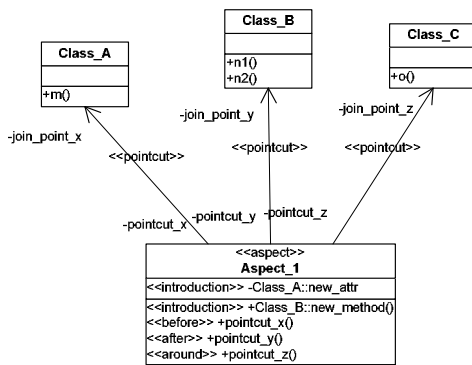 Class_A
+m()
Class_B
+n1()
+n2()
Class_C
+o()
-join_point_x
-join_point_y
-join_point_z
<<pointcut>>
<<pointcut>>
<<pointcut>>
-pointcut_x
-pointcut_y
-pointcut_z
<<aspect>>
Aspect_1
<<introduction>> -Class_A::new_attr
<<introduction>> +Class_B::new_method()
<<before>> +pointcut_x()
<<after>> +pointcut_y()
<<around>> +pointcut_z()